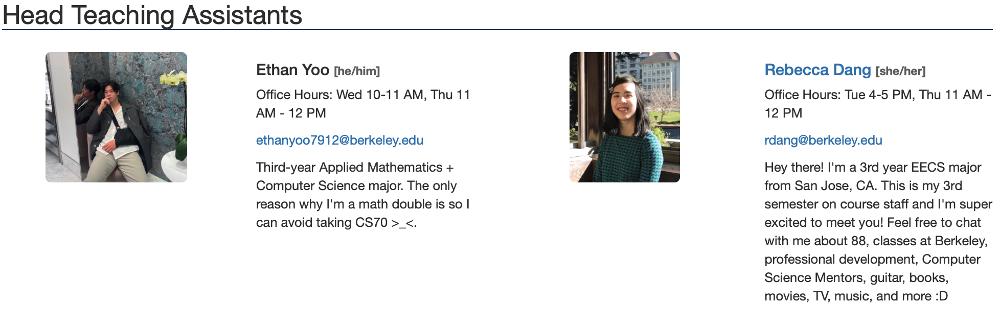 Head Teaching Assistants
Ethan Yoo [he/him]
Office Hours: Wed 10-11 AM, Thu 11
AM - 12 PM
ethanyoo7912@berkeley.edu
Third-year Applied Mathematics +
Computer Science major. The only
reason why I'm a math double is so I
can avoid taking CS70 >_<.
Rebecca Dang [she/her]
Office Hours: Tue 4-5 PM, Thu 11 AM -
12 PM
rdang@berkeley.edu
Hey there! I'm a 3rd year EECS major
from San Jose, CA. This is my 3rd
semester on course staff and I'm super
excited to meet you! Feel free to chat
with me about 88, classes at Berkeley,
professional development, Computer
Science Mentors, guitar, books,
movies, TV, music, and more :D